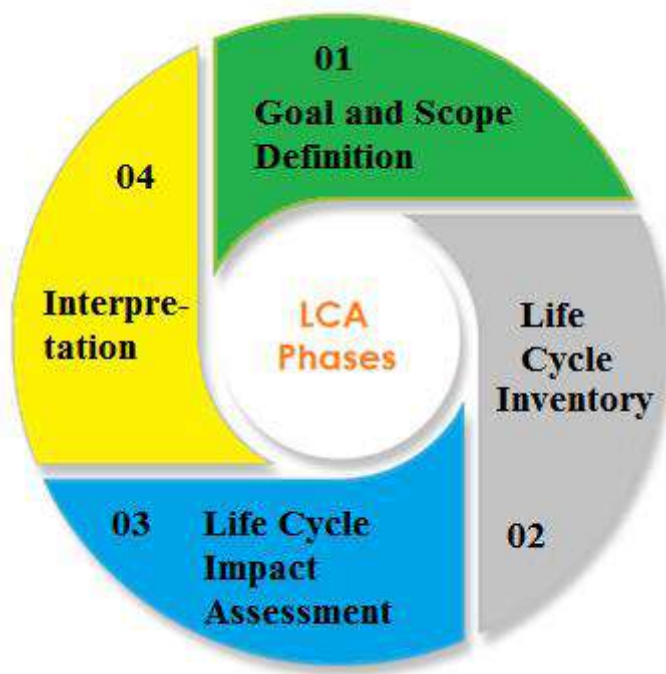 01
Goal and Scope
Definition
Life
Cycle
Inventory
02
03
Life Cycle
Impact
Assessment
04
Interpre-
tation
LCA
Phases